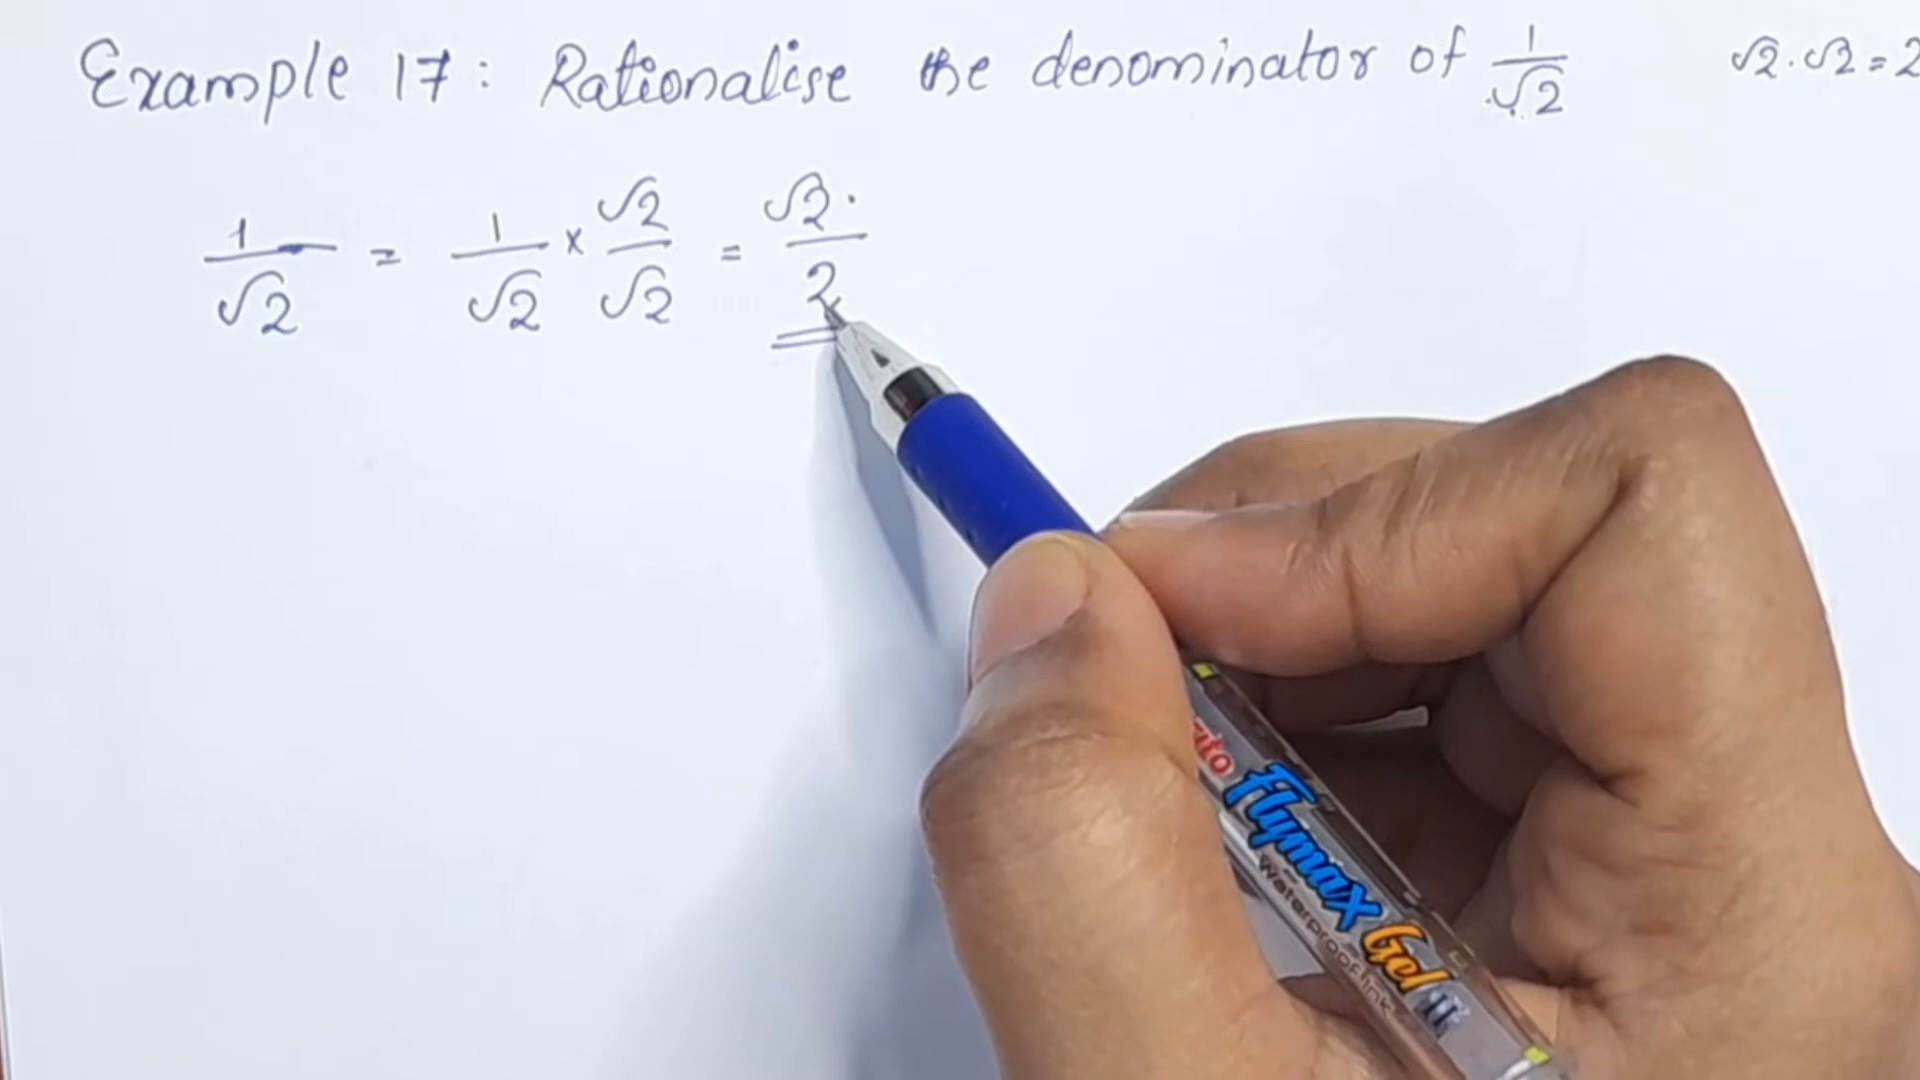 Example 17: Rationalise the denominator of 1/√2
√2.√2=2
1/√2 = 1/√2 × √2/√2 = √2/2
Flymax Gel
Waterproof Ink